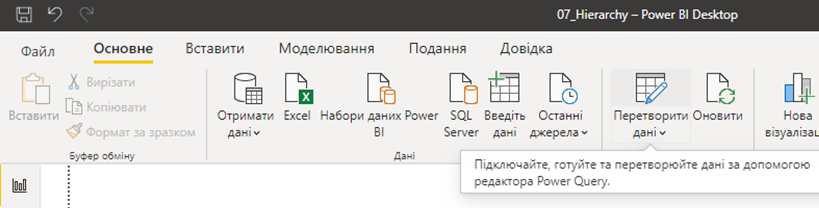 07_Hierarchy – Power BI Desktop
Файл Основне Вставити Моделювання Подання Довідка
Вставити
Вирізати
Копіювати
Формат за зразком
Буфер обміну
Отримати дані
Excel
Набори даних Power BI
SQL Server
Введіть дані
Останні джерела
Дані
Перетворити дані
Оновити
Нова
візуалізац
Підключайте, готуйте та перетворюйте дані за допомогою
редактора Power Query.